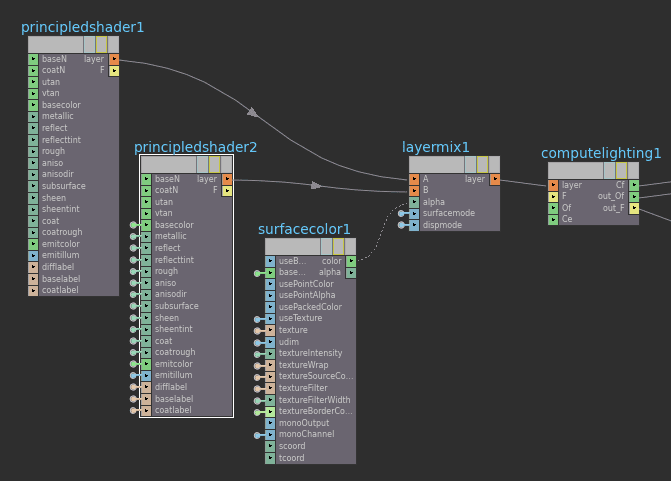 principledshader1
baseN layer
coatN F
utan
vtan
basecolor
metallic
reflect
reflecttint
rough
aniso
anisodir
subsurface
sheen
sheentint
coat
coatrough
emitcolor
emitillum
difflabel
baselabel
coatlabel
principledshader2
baseN layer
coatN F
utan
vtan
basecolor
metallic
reflect
reflecttint
rough
aniso
anisodir
subsurface
sheen
sheentint
coat
coatrough
emitcolor
emitillum
difflabel
baselabel
coatlabel
surfacecolor1
useB... color
base... alpha
usePointColor
usePointAlpha
usePackedColor
useTexture
texture
udim
textureIntensity
textureWrap
textureSourceCo...
textureFilter
textureFilterWidth
textureBorderCo...
monoOutput
monoChannel
scoord
tcoord
layermix1
A layer
B
alpha
surfacemode
dispmode
computelighting1
layer Cf
F out_Of
Of out_F
Ce